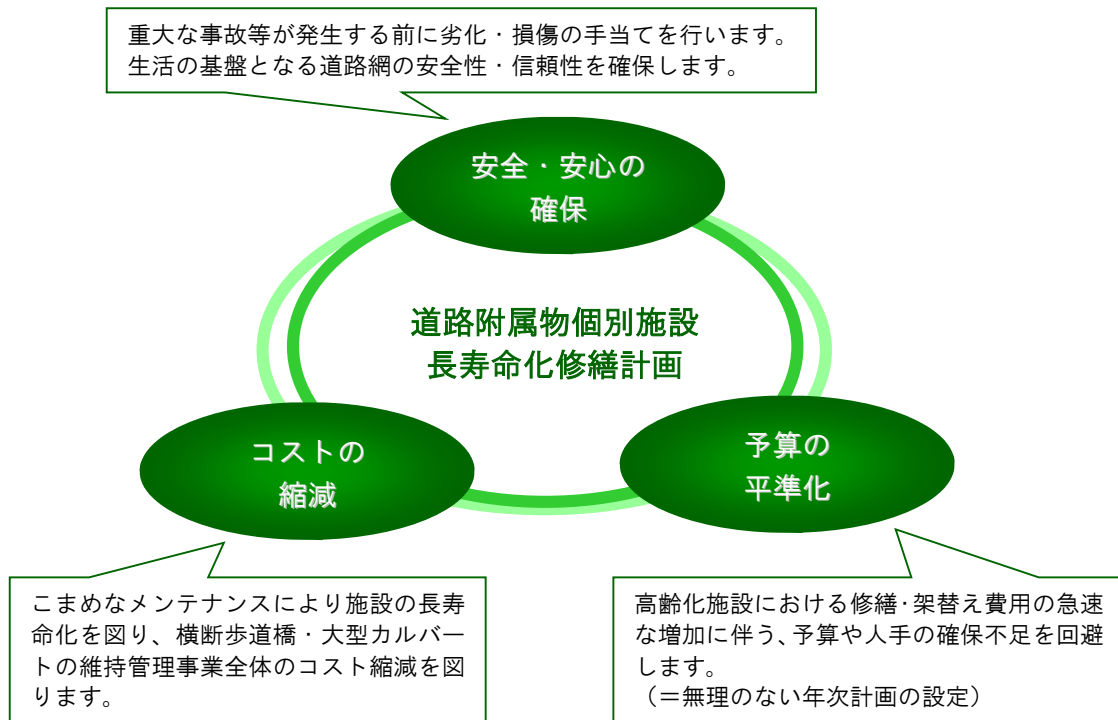 重大な事故等が発生する前に劣化・損傷の手当てを行います。
生活の基盤となる道路網の安全性・信頼性を確保します。
安全・安心の
確保
道路附属物個別施設
長寿命化修繕計画
コストの
縮減
予算の
平準化
こまめなメンテナンスにより施設の長寿
命化を図り、横断歩道橋・大型カルバー
トの維持管理事業全体のコスト縮減を図
ります。
高齢化施設における修繕・架替え費用の急速
な増加に伴う、予算や人手の確保不足を回避
します。
（＝無理のない年次計画の設定）